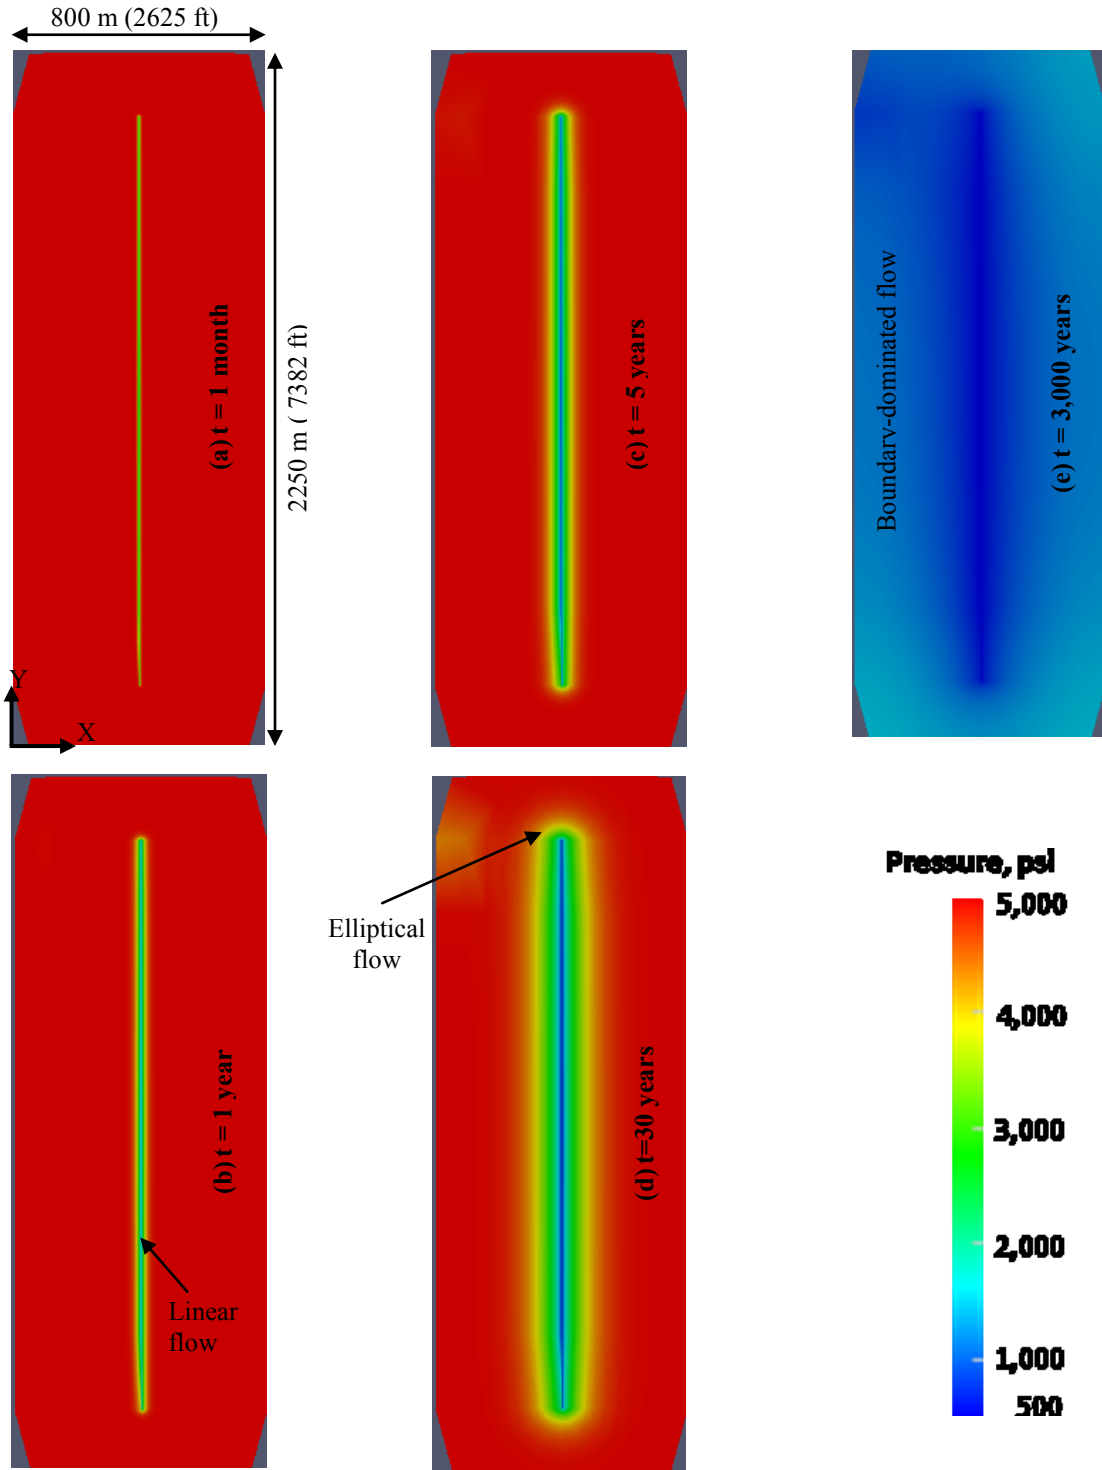 800 m (2625 ft)
2250 m ( 7382 ft)
(a) t = 1 month
Y
X
(c) t = 5 years
Boundary-dominated flow
(e) t = 3,000 years
(b) t = 1 year
Linear
flow
Elliptical
flow
(d) t=30 years
Pressure, psi
5,000
4,000
3,000
2,000
1,000
500